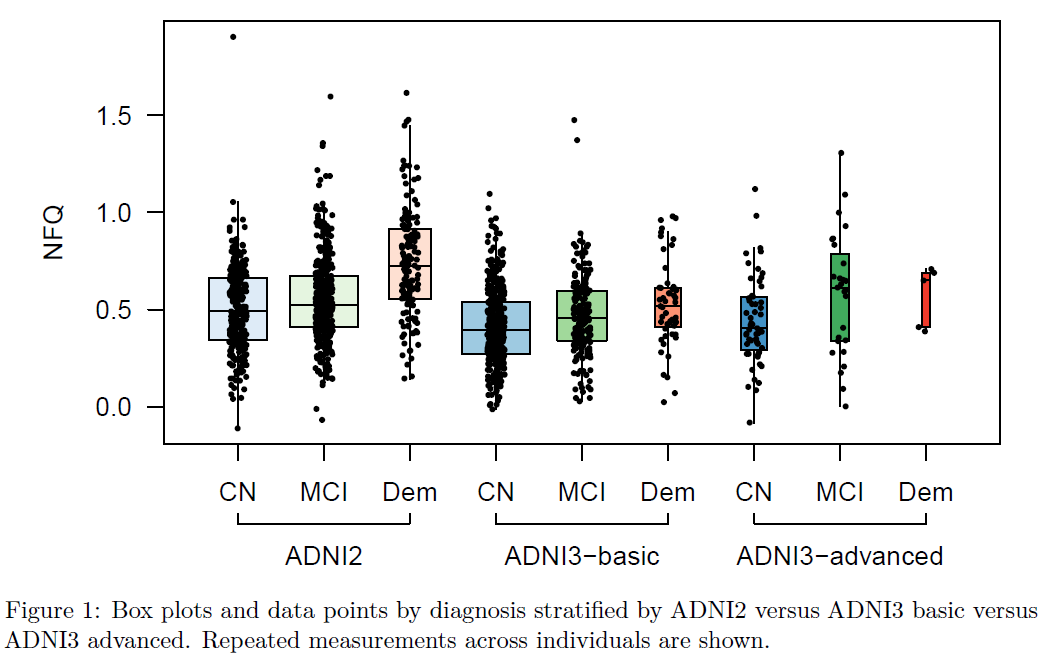 NFQ
1.5
1.0
0.5
0.0
CN MCI Dem CN MCI Dem CN MCI Dem
ADNI2 ADNI3−basic ADNI3−advanced
Figure 1: Box plots and data points by diagnosis stratified by ADNI2 versus ADNI3 basic versus
ADNI3 advanced. Repeated measurements across individuals are shown.